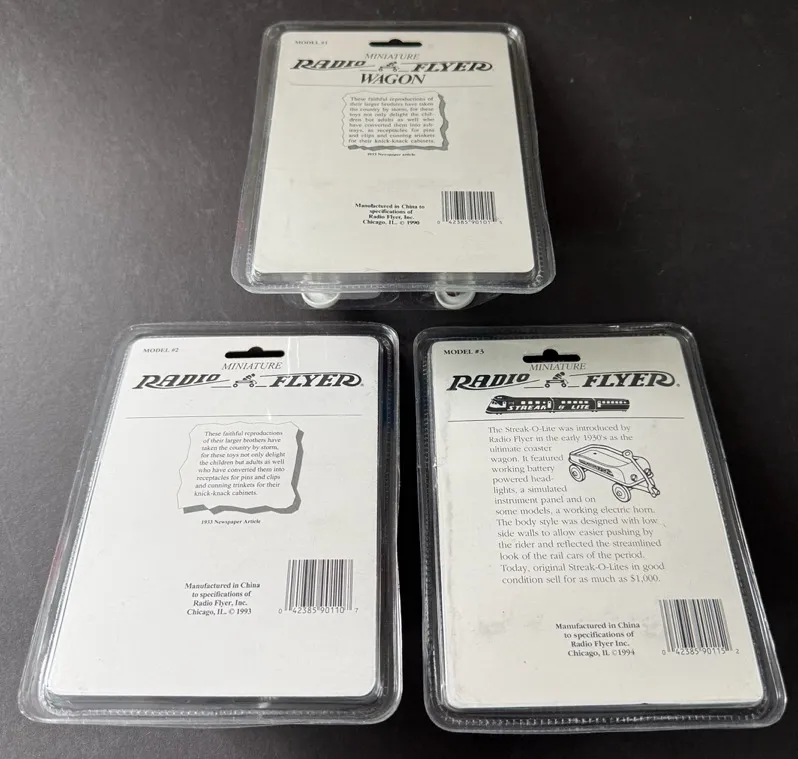 MODEL #1
MINIATURE
RADIO FLYER
WAGON
These faithful reproductions of
their larger brothers have taken
the country by storm, for these
toys not only delight the chil-
dren but adults as well who
have converted them into ash-
trays, as receptacles for pins
and clips and cunning trinkets
for their knick-knack cabinets.
1933 Newspaper article
Manufactured in China to
specifications of
Radio Flyer, Inc.
Chicago, IL. © 1990
0 42385 90101 5
MODEL #2
MINIATURE
RADIO FLYER®
These faithful reproductions
of their larger brothers have
taken the country by storm,
for these toys not only delight
the children but adults as well
who have converted them into
receptacles for pins and clips
and cunning trinkets for their
knick-knack cabinets.
1933 Newspaper Article
Manufactured in China
to specifications of
Radio Flyer, Inc.
Chicago, IL. © 1993
0 42385 90110 7
MODEL #3
MINIATURE
RADIO FLYER®
STREAK O LITE
The Streak-O-Lite was introduced by
Radio Flyer in the early 1930's as the
ultimate coaster
wagon. It featured
working battery
powered head-
lights, a simulated
instrument panel and on
some models, a working electric horn.
The body style was designed with low
side walls to allow easier pushing by
the rider and reflected the streamlined
look of the rail cars of the period.
Today, original Streak-O-Lites in good
condition sell for as much as $1,000.
Manufactured in China
to specifications of
Radio Flyer Inc.
Chicago, Il ©1994
0 42385 90115 2